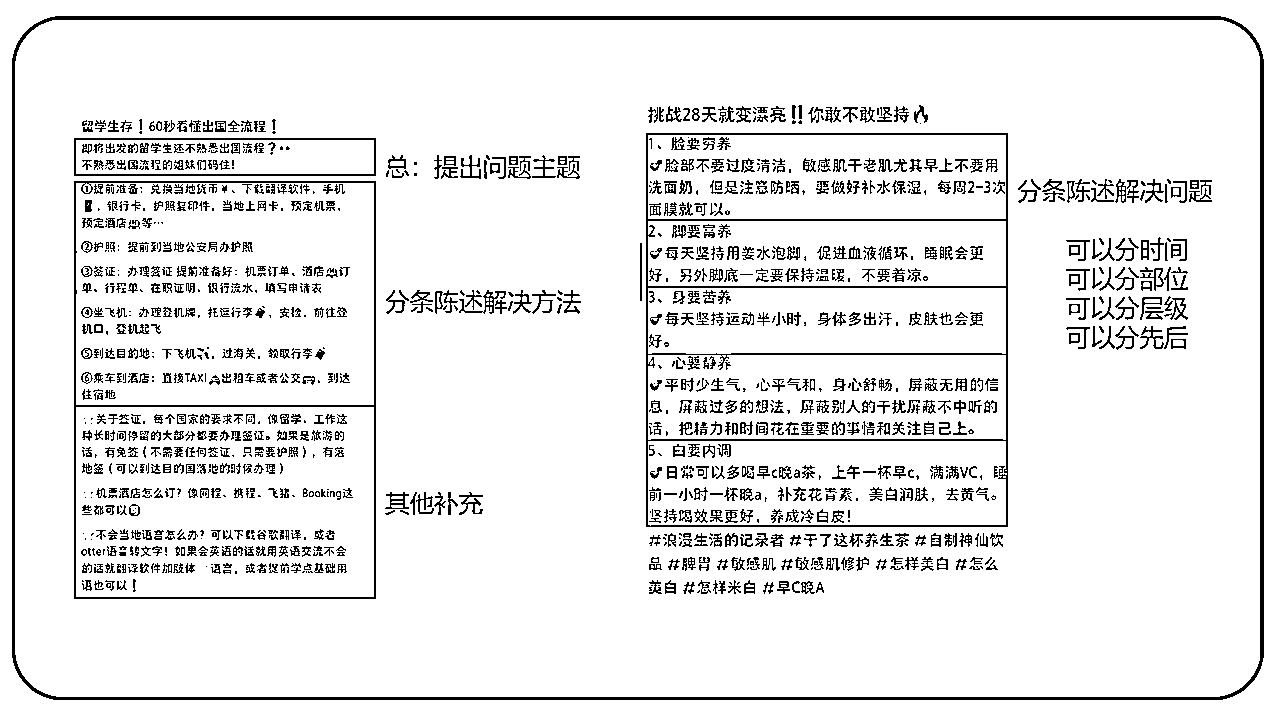 留学生存❗60秒看懂出国全流程❗
即将出发的留学生还不熟悉出国流程？👀
不熟悉出国流程的姐妹们码住！
总：提出问题主题
①提前准备：兑换当地货币💴、下载翻译软件，手机
📱，银行卡，护照复印件，当地上网卡，预定机票、
预定酒店🏨等…
②护照：提前到当地公安局办护照
③签证：办理签证 提前准备好：机票订单、酒店🏨订
单、行程单、在职证明、银行流水、填写申请表
④坐飞机：办理登机牌，托运行李🧳，安检，前往登
机口，登机起飞
⑤到达目的地：下飞机✈️，过海关，领取行李🧳
⑥乘车到酒店：直接TAXI🚕出租车或者公交🚌，到达
住宿地
分条陈述解决方法
关于签证，每个国家的要求不同，像留学、工作这
种长时间停留的大部分都要办理签证。如果是旅游的
话，有免签（不需要任何签证、只需要护照），有落
地签（可以到达目的国落地的时候办理）
机票酒店怎么订？像同程、携程、飞猪、Booking这
些都可以
不会当地语言怎么办？可以下载谷歌翻译，或者
otter语音转文字！如果会英语的话就用英语交流不会
的话就翻译软件加肢体 语言，或者提前学点基础用
语也可以❗
其他补充
挑战28天就变漂亮‼️你敢不敢坚持🔥
1、脸要穷养
脸部不要过度清洁，敏感肌干老肌尤其早上不要用
洗面奶，但是注意防晒，要做好补水保湿，每周2-3次
面膜就可以。
2、脚要富养
每天坚持用姜水泡脚，促进血液循环，睡眠会更
好，另外脚底一定要保持温暖，不要着凉。
3、身要苦养
每天坚持运动半小时，身体多出汗，皮肤也会更
好。
4、心要静养
平时少生气，心平气和，身心舒畅，屏蔽无用的信
息，屏蔽过多的想法，屏蔽别人的干扰屏蔽不中听的
话，把精力和时间花在重要的事情和关注自己上。
5、白要内调
日常可以多喝早c晚a茶，上午一杯早c，满满VC，睡
前一小时一杯晚a，补充花青素，美白润肤，去黄气。
坚持喝效果更好，养成冷白皮！
#浪漫生活的记录者 #干了这杯养生茶 #自制神仙饮
品 #脾胃 #敏感肌 #敏感肌修护 #怎样美白 #怎么
美白 #怎样米白 #早C晚A
分条陈述解决问题
可以分时间
可以分部位
可以分层级
可以分先后